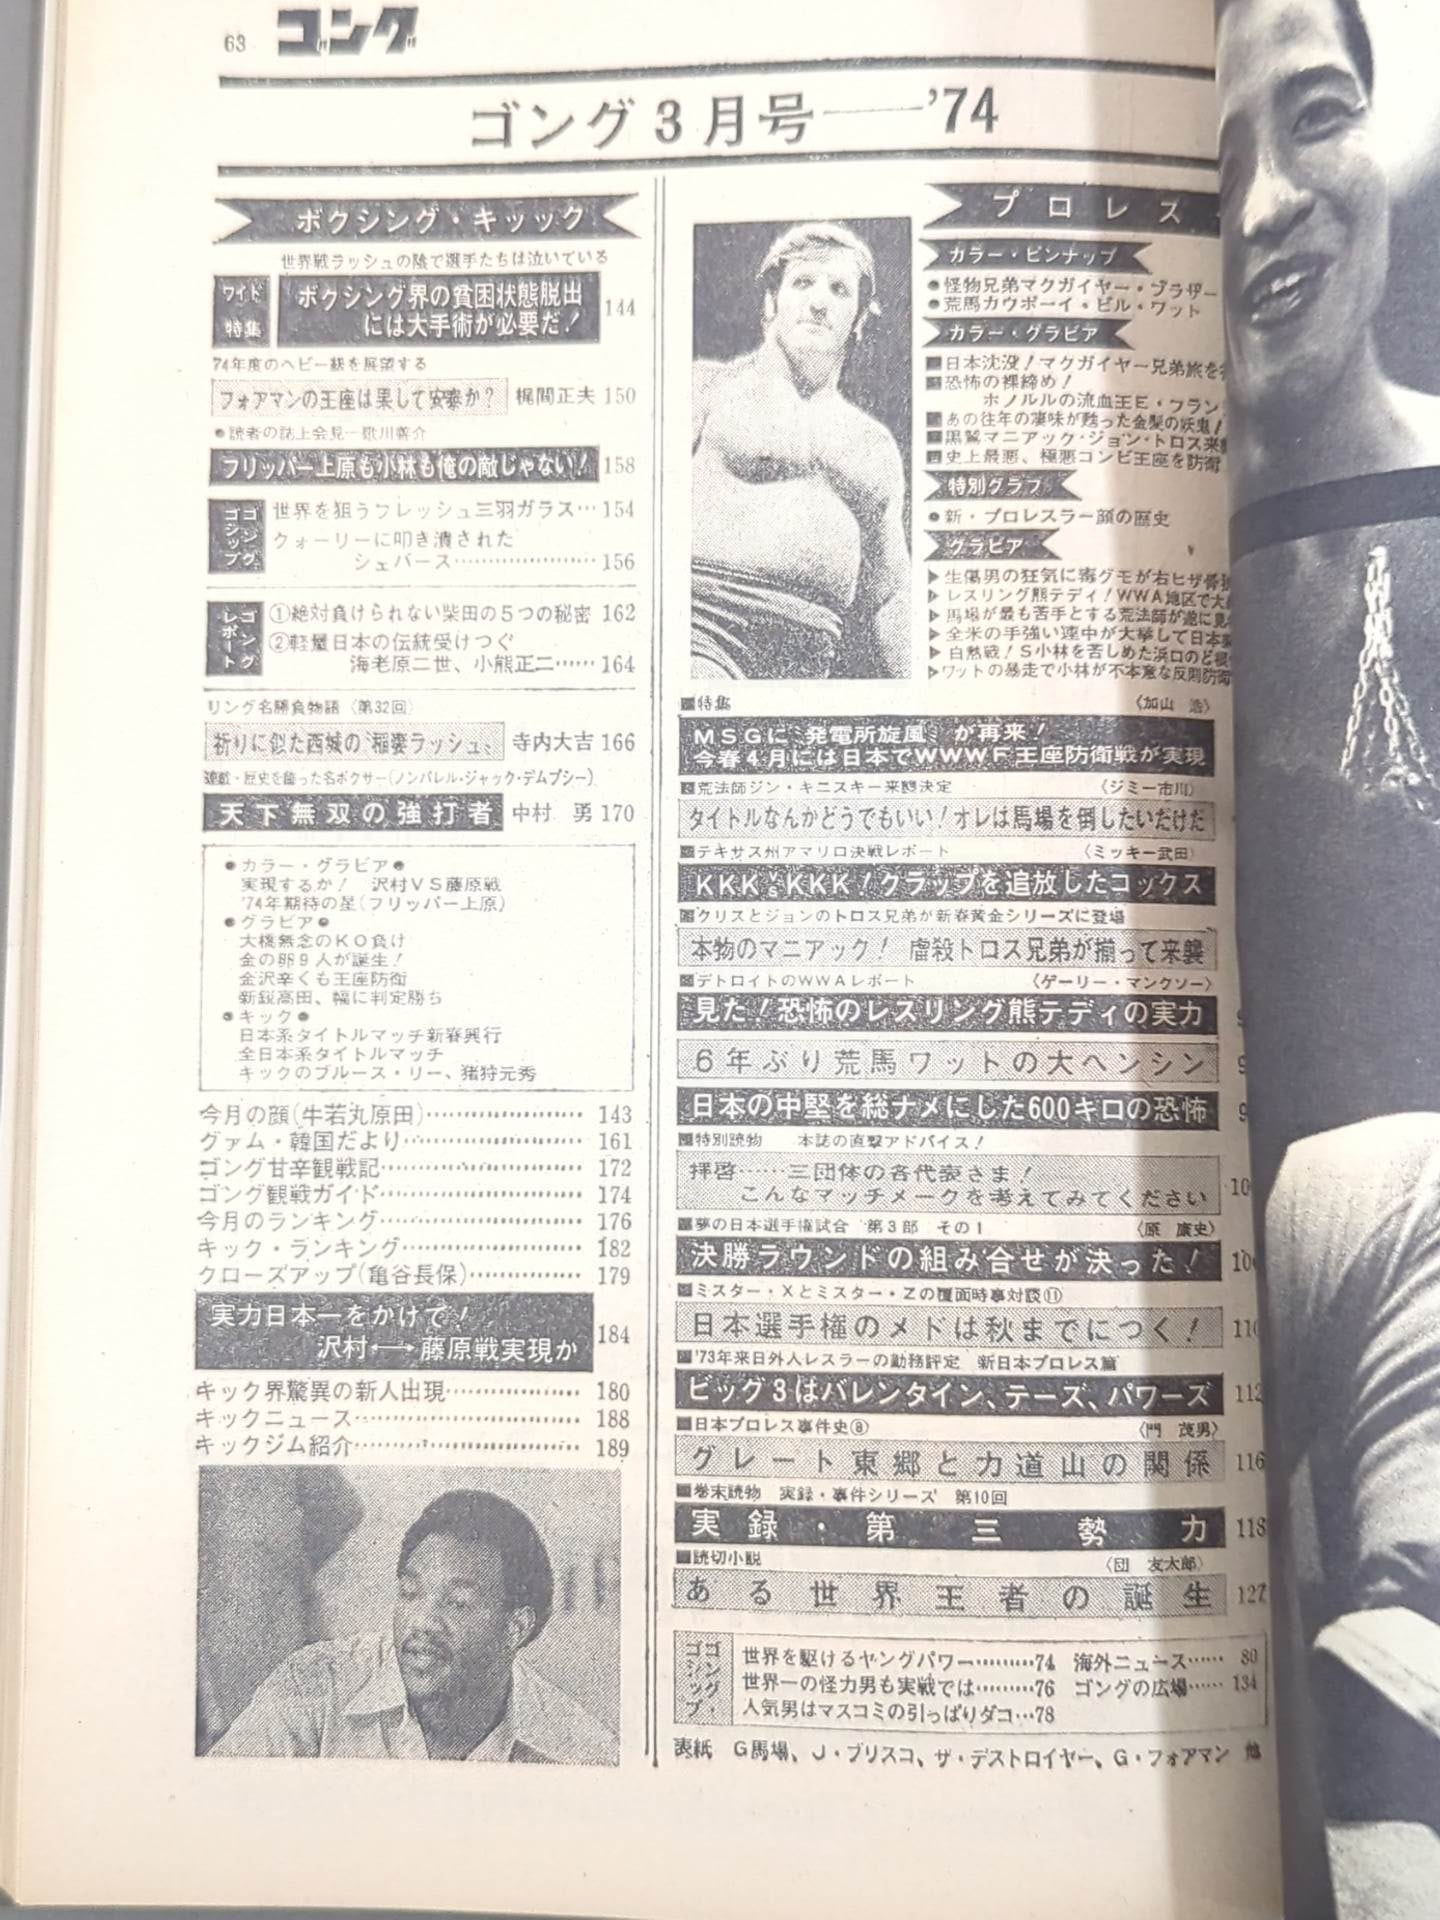 63 ゴング
ゴング3月号――'74
ボクシング・キック
世界戦ラッシュの陰で選手たちは泣いている
ワイド特集
ボクシング界の貧困状態脱出
には大手術が必要だ! 144
'74年度のヘビー級を展望する
フォアマンの王座は果して安泰か? 梶間正夫 150
●読者の誌上会見―歌川善介
フリッパー上原も小林も俺の敵じゃない! 158
ゴングゴシップ
世界を狙うフレッシュ三羽ガラス… 154
クォーリーに叩き潰された
シェバース………………… 156
ゴングレポート
①絶対負けられない柴田の5つの秘密 162
②軽量日本の伝統受けつぐ
海老原二世、小熊正二…… 164
リング名勝負物語〈第32回〉
祈りに似た西城の〝稲妻ラッシュ〟 寺内大吉 166
連載・歴史を飾った名ボクサー(ノンパレル・ジャック・デムプシー)
天下無双の強打者 中村 勇 170
●カラー・グラビア●
実現するか! 沢村VS藤原戦
'74年期待の星(フリッパー上原)
●グラビア●
大橋無念のKO負け
金の卵9人が誕生!
金沢辛くも王座防衛
新鋭高田、幅に判定勝ち
●キック●
日本系タイトルマッチ新春興行
全日本系タイトルマッチ
キックのブルース・リー、猪狩元秀
今月の顔(牛若丸原田)……………… 143
グァム・韓国だより……………… 161
ゴング甘辛観戦記……………… 172
ゴング観戦ガイド……………… 174
今月のランキング……………… 176
キック・ランキング……………… 182
クローズアップ(亀谷長保)………… 179
実力日本一をかけて!
沢村←→藤原戦実現か 184
キック界驚異の新人出現………… 180
キックニュース……………… 188
キックジム紹介……………… 189
プロレス
カラー・ピンナップ
●怪物兄弟マクガイヤー・ブラザー
●荒馬カウボーイ・ビル・ワット
カラー・グラビア
■日本沈没!マクガイヤー兄弟旅を
■恐怖の裸締め!
ホノルルの流血王E・フラン
■あの往年の凄味が甦った金髪の妖鬼!
■黒鷲マニアック・ジョン・トロス来
■史上最悪、極悪コンビ王座を防衛
特別グラフ
●新・プロレスラー顔の歴史
グラビア
▶生傷男の狂気に毒グモが右ヒザ骨
▶レスリング熊テディ!WWA地区で大
▶馬場が最も苦手とする荒法師が遂に見
▶全米の手強い連中が大挙して日本
▶白熱戦!S小林を苦しめた浜口のど根
▶ワットの暴走で小林が不本意な反則防衛
■特集 〈加山 浩〉
MSGに〝発電所旋風〟が再来!
今春4月には日本でWWWF王座防衛戦が実現
■荒法師ジン・キニスキー来襲決定 〈ジミー市川〉
タイトルなんかどうでもいい!オレは馬場を倒したいだけだ
■テキサス州アマリロ決戦レポート 〈ミッキー武田〉
KKKvsKKK!クラップを追放したコックス
■クリスとジョンのトロス兄弟が新春黄金シリーズに登場
本物のマニアック! 虐殺トロス兄弟が揃って来襲
■デトロイトのWWAレポート 〈ゲーリー・マンクソー〉
見た!恐怖のレスリング熊テディの実力
6年ぶり荒馬ワットの大ヘンシン
日本の中堅を総ナメにした600キロの恐怖
■特別読物 本誌の直撃アドバイス!
拝啓……三団体の各代表さま!
こんなマッチメークを考えてみてください
■夢の日本選手権試合 第3部 その1 〈原 康史〉
決勝ラウンドの組み合せが決った!
■ミスター・Xとミスター・Zの覆面時事対談⑪
日本選手権のメドは秋までにつく! 110
■'73年来日外人レスラーの勤務評定 新日本プロレス篇
ビッグ3はバレンタイン、テーズ、パワーズ 112
■日本プロレス事件史⑧ 〈門 茂男〉
グレート東郷と力道山の関係 116
■巻末読物 実録・事件シリーズ 第10回
実録・第三勢力 118
■読切小説 〈団 友太郎〉
ある世界王者の誕生 127
ゴング・ゴシップ
世界を駆けるヤングパワー………74 海外ニュース…… 80
世界一の怪力男も実戦では………76 ゴングの広場…… 134
人気男はマスコミの引っぱりダコ…78
表紙 G馬場、J・ブリスコ、ザ・デストロイヤー、G・フォアマン 他